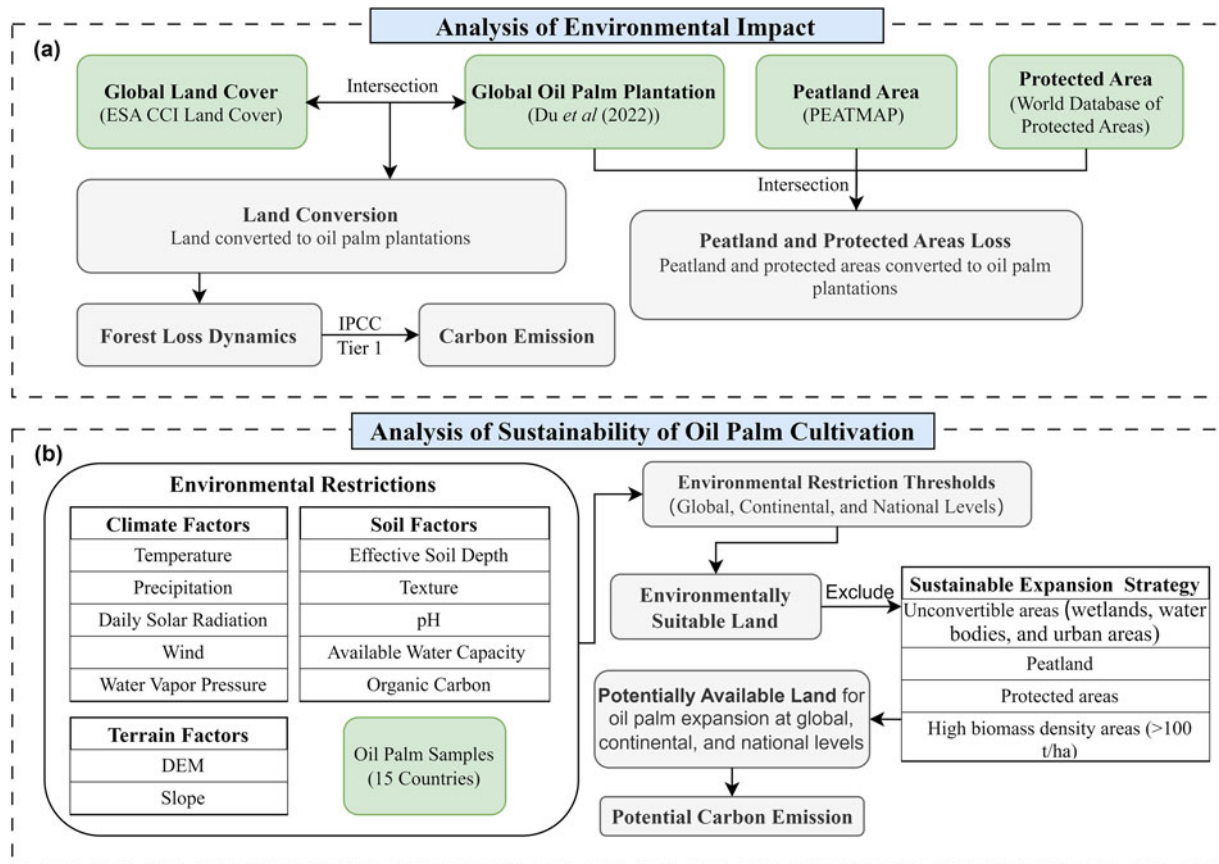 Analysis of Environmental Impact
(a)
Global Land Cover
(ESA CCI Land Cover)
Intersection
Global Oil Palm Plantation
(Du et al (2022))
Peatland Area
(PEATMAP)
Protected Area
(World Database of
Protected Areas)
Land Conversion
Land converted to oil palm plantations
Intersection
Peatland and Protected Areas Loss
Peatland and protected areas converted to oil palm
plantations
Forest Loss Dynamics
IPCC
Tier 1
Carbon Emission
Analysis of Sustainability of Oil Palm Cultivation
(b)
Environmental Restrictions
Climate Factors
Temperature
Precipitation
Daily Solar Radiation
Wind
Water Vapor Pressure
Soil Factors
Effective Soil Depth
Texture
pH
Available Water Capacity
Organic Carbon
Terrain Factors
DEM
Slope
Oil Palm Samples
(15 Countries)
Environmental Restriction Thresholds
(Global, Continental, and National Levels)
Environmentally
Suitable Land
Exclude
Sustainable Expansion Strategy
Unconvertible areas (wetlands, water
bodies, and urban areas)
Peatland
Protected areas
High biomass density areas (>100
t/ha)
Potentially Available Land for
oil palm expansion at global,
continental, and national levels
Potential Carbon Emission